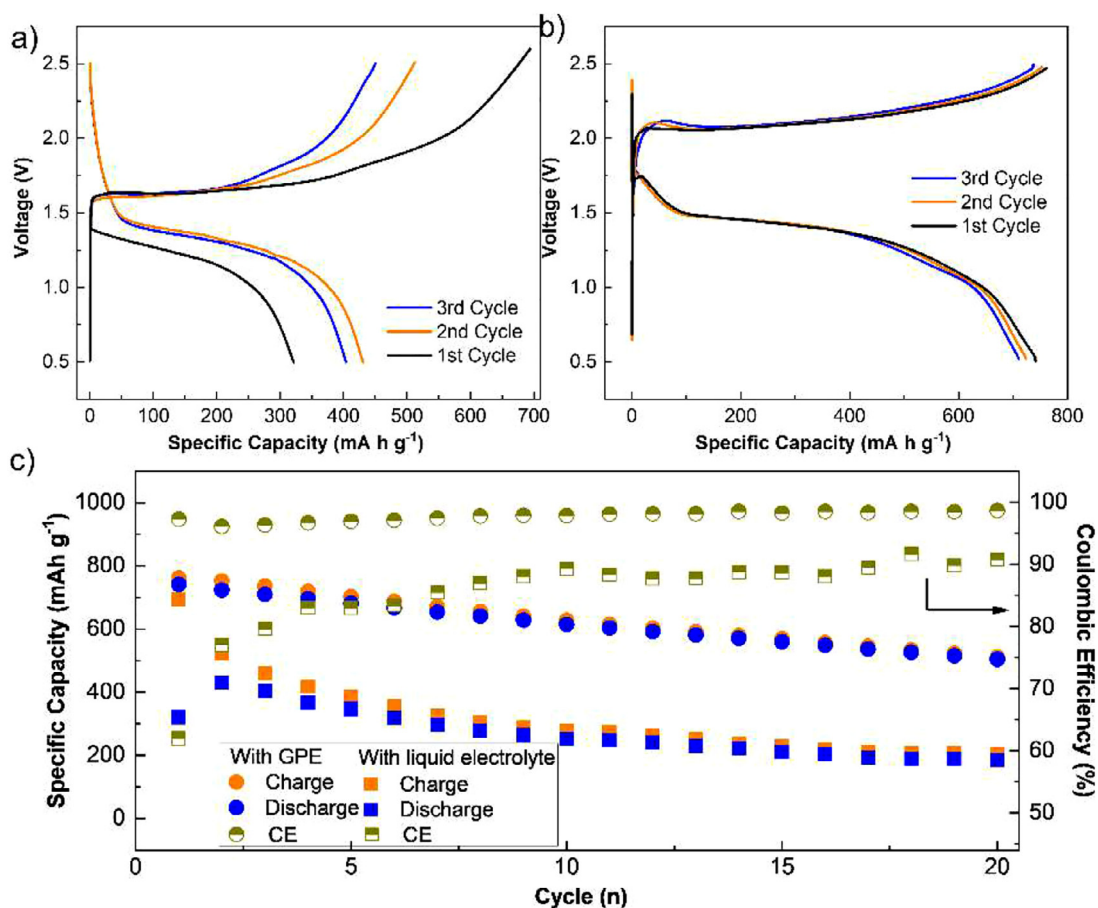 a)
2.5
2.0
1.5
1.0
0.5
Voltage (V)
3rd Cycle
2nd Cycle
1st Cycle
0 100 200 300 400 500 600 700
Specific Capacity (mA h g⁻¹)
b)
2.5
2.0
1.5
1.0
0.5
Voltage (V)
3rd Cycle
2nd Cycle
1st Cycle
0 200 400 600 800
Specific Capacity (mA h g⁻¹)
c)
1000
800
600
400
200
0
Specific Capacity (mAh g⁻¹)
With GPE With liquid electrolyte
Charge Charge
Discharge Discharge
CE CE
100
90
80
70
60
50
Coulombic Efficiency
(%)
0 5 10 15 20
Cycle (n)